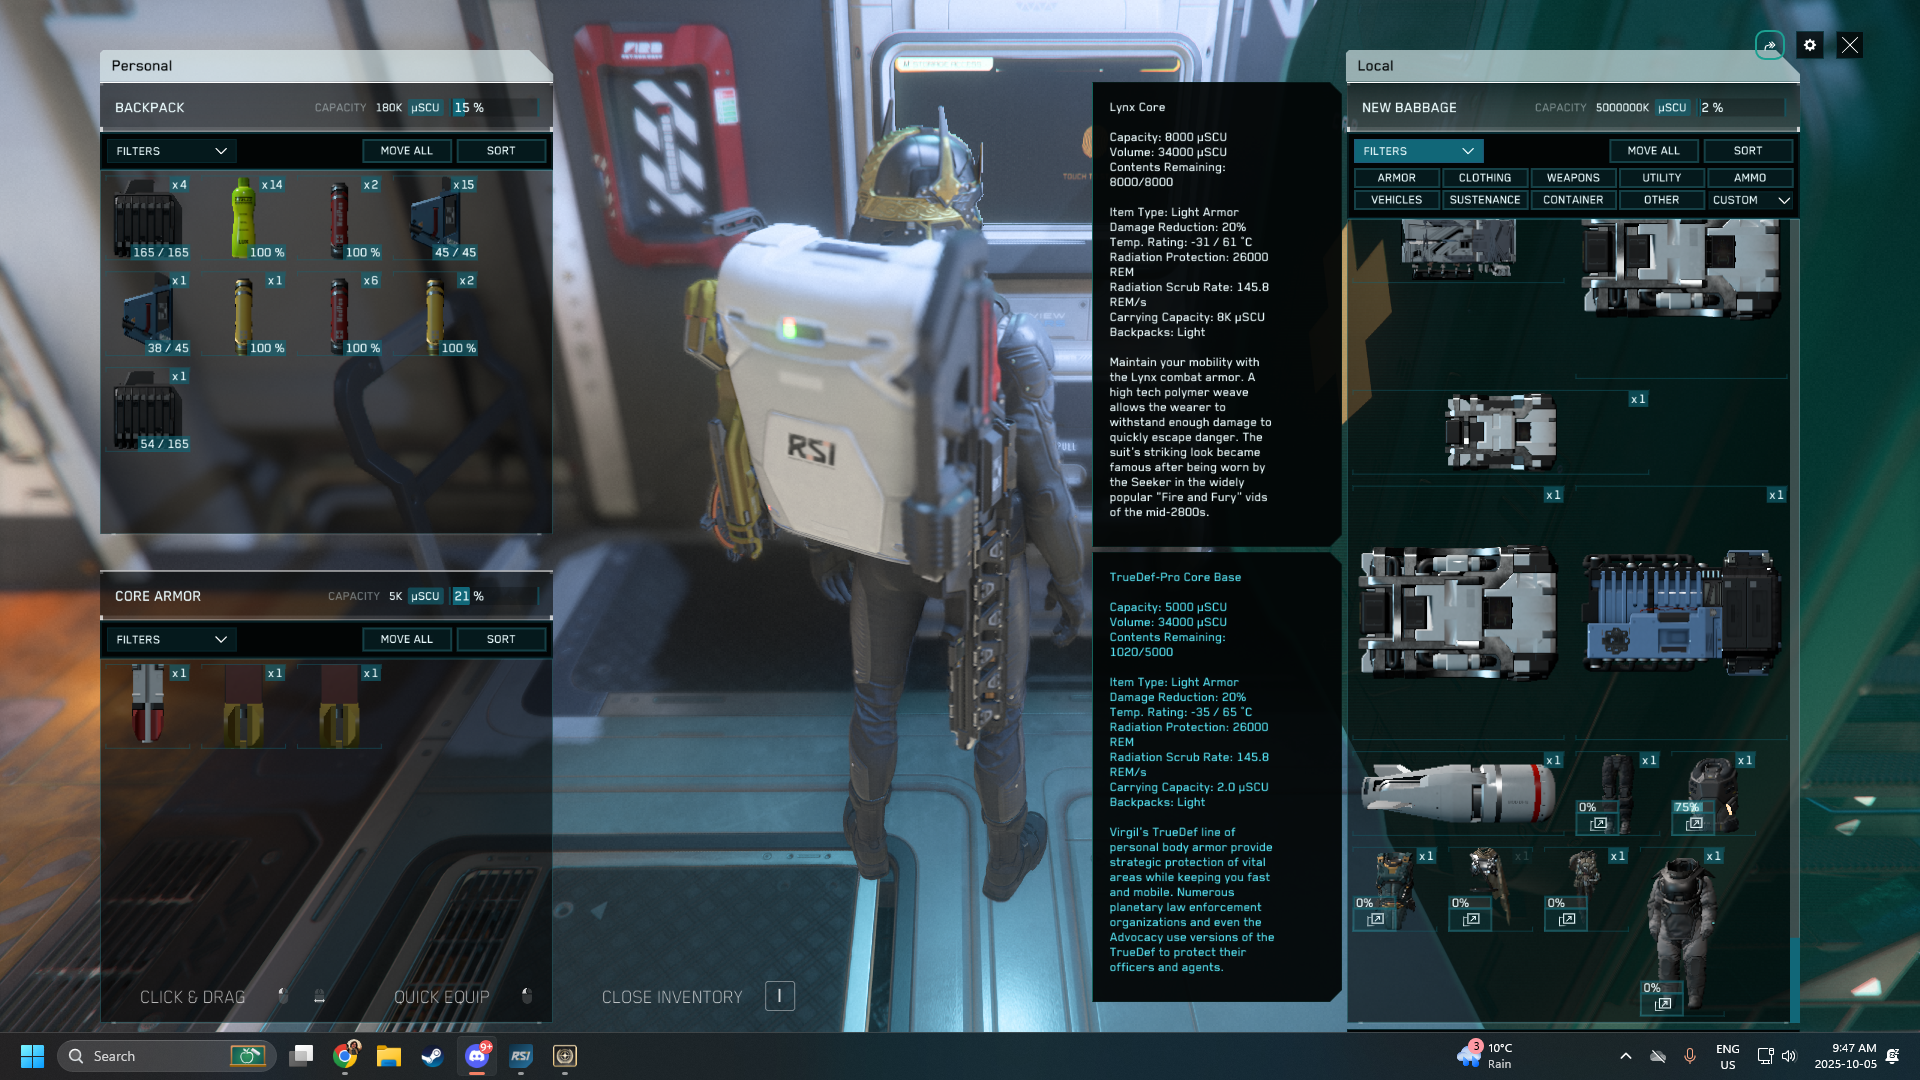 Personal
BACKPACK
CAPACITY 180K µSCU 15 %
FILTERS
MOVE ALL
SORT
x4
165 / 165
x14
100 %
x2
100 %
x15
45 / 45
x1
38 / 45
x1
100 %
x6
100 %
x2
100 %
x1
54 / 165
CORE ARMOR
CAPACITY 5K µSCU 21 %
FILTERS
MOVE ALL
SORT
x1
x1
x1
CLICK & DRAG
QUICK EQUIP
CLOSE INVENTORY
I
FIRE
RSI
Lynx Core
Capacity: 8000 µSCU
Volume: 34000 µSCU
Contents Remaining:
8000/8000
Item Type: Light Armor
Damage Reduction: 20%
Temp. Rating: -31 / 61 °C
Radiation Protection: 26000
REM
Radiation Scrub Rate: 145.8
REM/s
Carrying Capacity: 8K µSCU
Backpacks: Light
Maintain your mobility with
the Lynx combat armor. A
high tech polymer weave
allows the wearer to
withstand enough damage to
quickly escape danger. The
suit's striking look became
famous after being worn by
the Seeker in the widely
popular "Fire and Fury" vids
of the mid-2800s.
TrueDef-Pro Core Base
Capacity: 5000 µSCU
Volume: 34000 µSCU
Contents Remaining:
1020/5000
Item Type: Light Armor
Damage Reduction: 20%
Temp. Rating: -35 / 65 °C
Radiation Protection: 26000
REM
Radiation Scrub Rate: 145.8
REM/s
Carrying Capacity: 2.0 µSCU
Backpacks: Light
Virgil's TrueDef line of
personal body armor provide
strategic protection of vital
areas while keeping you fast
and mobile. Numerous
planetary law enforcement
organizations and even the
Advocacy use versions of the
TrueDef to protect their
officers and agents.
Local
NEW BABBAGE
CAPACITY 5000000K µSCU 2 %
FILTERS
MOVE ALL
SORT
ARMOR
CLOTHING
WEAPONS
UTILITY
AMMO
VEHICLES
SUSTENANCE
CONTAINER
OTHER
CUSTOM
x1
x1
x1
x1
x1
0%
x1
75%
x1
0%
x1
0%
x1
0%
x1
0%
Search
9+
RSI
3
10°C
Rain
ENG
US
9:47 AM
2025-10-05